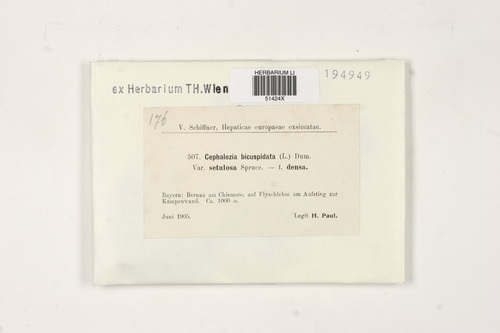 HERBARIUM LI
51424X
194949
ex Herbarium TH.Wien
176
V. Schiffner, Hepaticae europaeae exsiccatae.
507. Cephalozia bicuspidata (L.) Dum.
Var. setulosa Spruce. — f. densa.
Bayern: Bernau am Chiemsee, auf Flyschlehm am Aufstieg zur
Kampenwand. Ca. 1000 m.
Juni 1905.
Legit H. Paul.